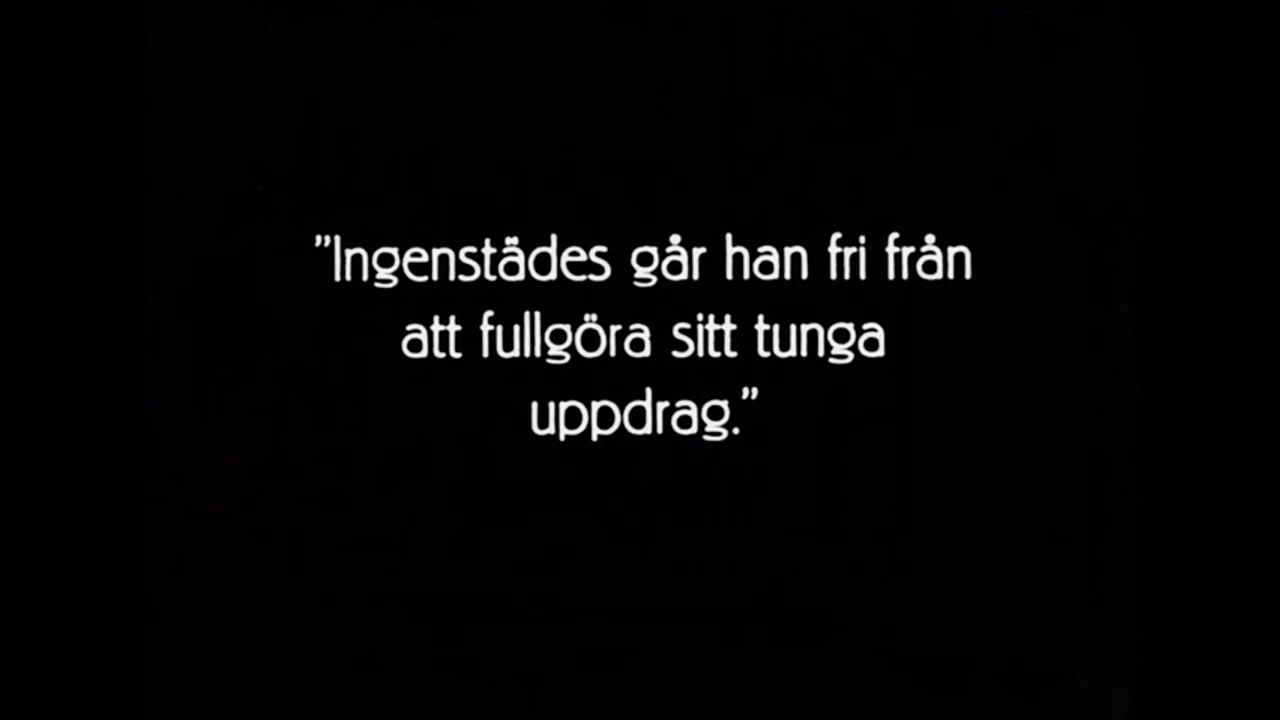 ”Ingenstädes går han fri från
att fullgöra sitt tunga
uppdrag.”